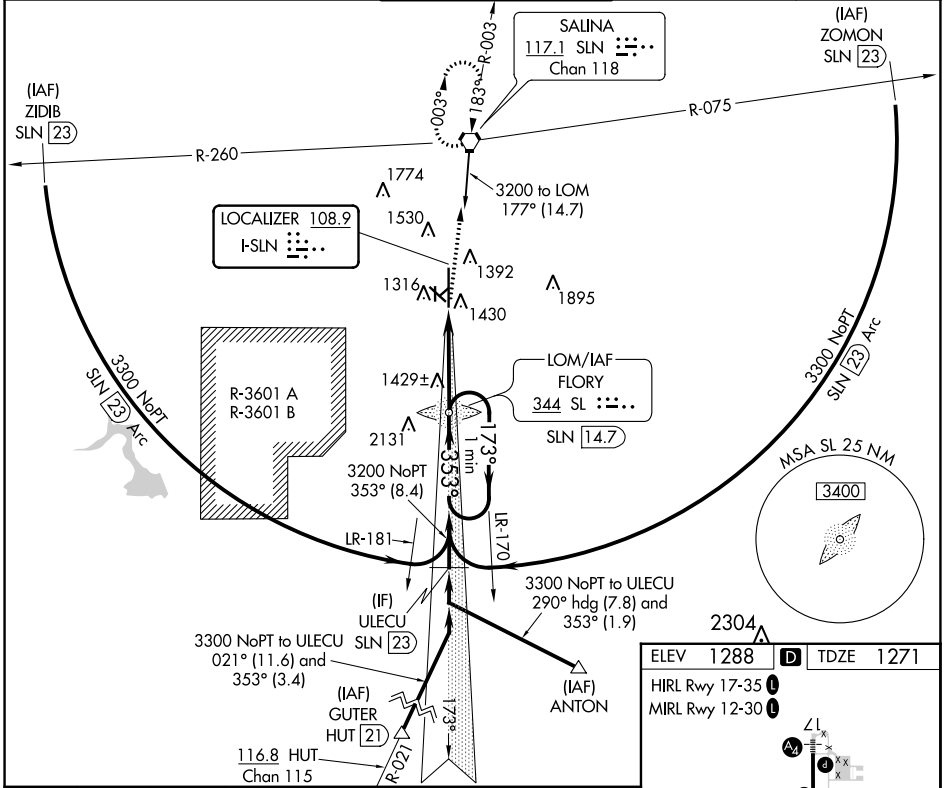 R-003
SALINA
117.1 SLN
Chan 118
(IAF)
ZOMON
SLN 23
(IAF)
ZIDIB
SLN 23
003°
183°
R-075
R-260
1774
3200 to LOM
177° (14.7)
LOCALIZER 108.9
I-SLN
1530
1392
1316
1430
1895
3300 NoPT
SLN 23 Arc
3300 NoPT
SLN 23 Arc
R-3601 A
R-3601 B
1429±
LOM/IAF
FLORY
344 SL
SLN 14.7
2131
173°
1 min
353°
MSA SL 25 NM
3400
3200 NoPT
353° (8.4)
LR-181
LR-170
3300 NoPT to ULECU
290° hdg (7.8) and
353° (1.9)
(IF)
ULECU
SLN 23
3300 NoPT to ULECU
021° (11.6) and
353° (3.4)
2304
(IAF)
ANTON
(IAF)
GUTER
HUT 21
173°
116.8 HUT
Chan 115
R-021
ELEV 1288 D TDZE 1271
HIRL Rwy 17-35 L
MIRL Rwy 12-30 L
17
A4
P
X
X
X X
X